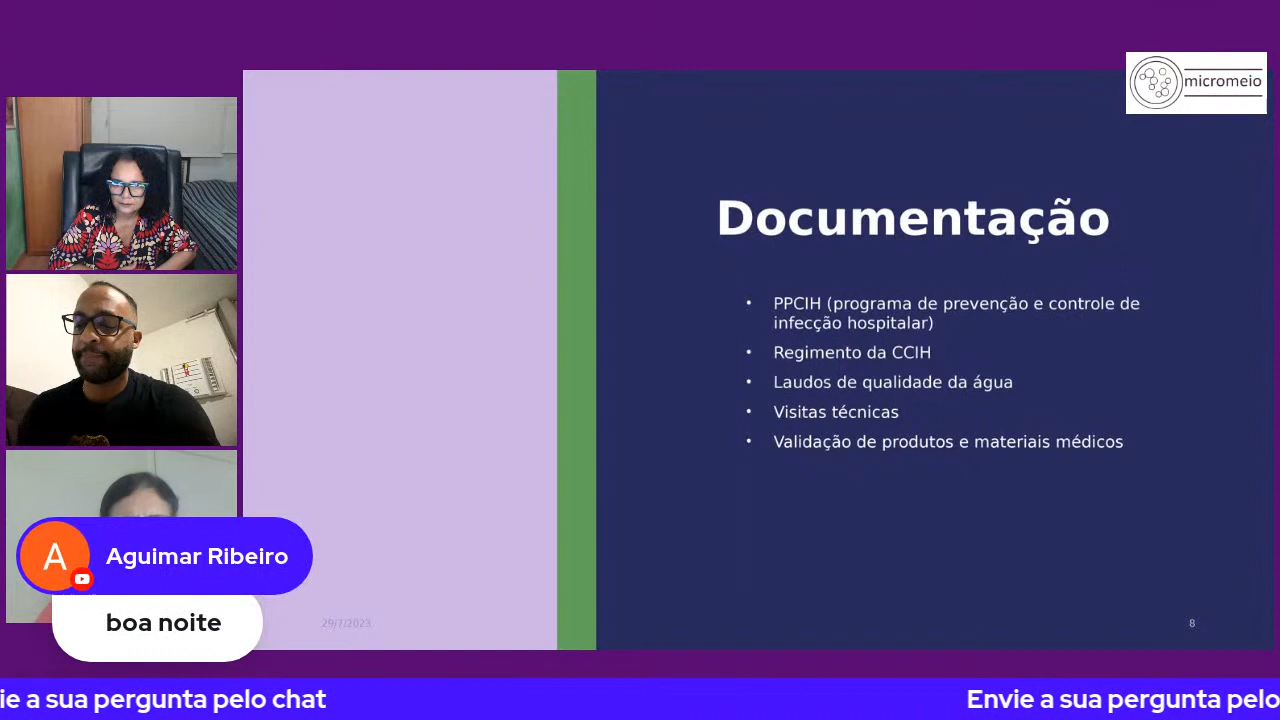 micromeio
Documentação
• PPCIH (programa de prevenção e controle de
infecção hospitalar)
• Regimento da CCIH
• Laudos de qualidade da água
• Visitas técnicas
• Validação de produtos e materiais médicos
A
Aguimar Ribeiro
boa noite
29/7/2023
8
ie a sua pergunta pelo chat
Envie a sua pergunta pelo